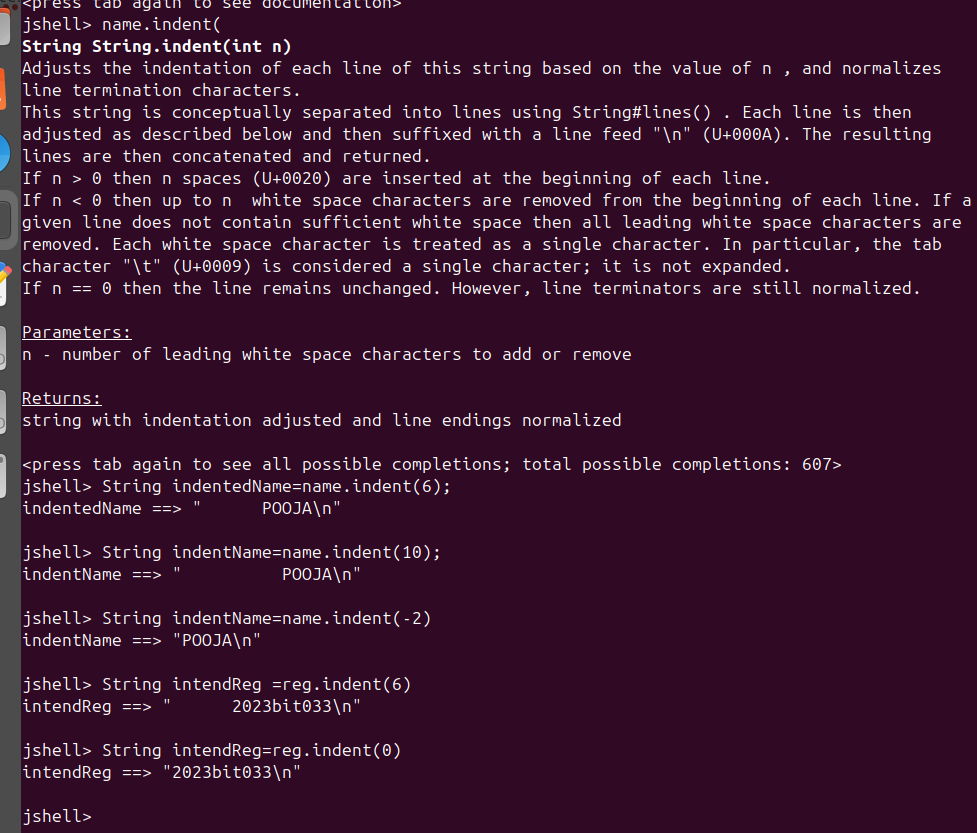 <press tab again to see documentation>
jshell> name.indent(
String String.indent(int n)
Adjusts the indentation of each line of this string based on the value of n , and normalizes
line termination characters.
This string is conceptually separated into lines using String#lines() . Each line is then
adjusted as described below and then suffixed with a line feed "\n" (U+000A). The resulting
lines are then concatenated and returned.
If n > 0 then n spaces (U+0020) are inserted at the beginning of each line.
If n < 0 then up to n  white space characters are removed from the beginning of each line. If a
given line does not contain sufficient white space then all leading white space characters are
removed. Each white space character is treated as a single character. In particular, the tab
character "\t" (U+0009) is considered a single character; it is not expanded.
If n == 0 then the line remains unchanged. However, line terminators are still normalized.
Parameters:
n - number of leading white space characters to add or remove
Returns:
string with indentation adjusted and line endings normalized
<press tab again to see all possible completions; total possible completions: 607>
jshell> String indentedName=name.indent(6);
indentedName ==> "      POOJA\n"
jshell> String indentName=name.indent(10);
indentName ==> "          POOJA\n"
jshell> String indentName=name.indent(-2)
indentName ==> "POOJA\n"
jshell> String intendReg =reg.indent(6)
intendReg ==> "      2023bit033\n"
jshell> String intendReg=reg.indent(0)
intendReg ==> "2023bit033\n"
jshell>